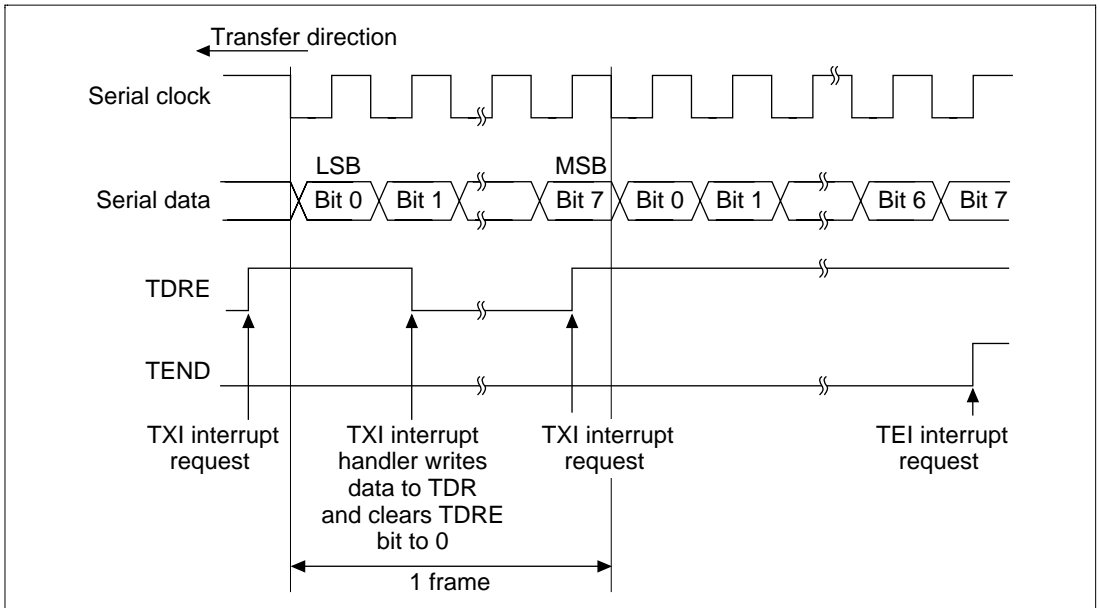 Transfer direction
Serial clock
LSB MSB
Serial data Bit 0 Bit 1 Bit 7 Bit 0 Bit 1 Bit 6 Bit 7
TDRE
TEND
TXI interrupt
request
TXI interrupt
handler writes
data to TDR
and clears TDRE
bit to 0
TXI interrupt
request
TEI interrupt
request
1 frame